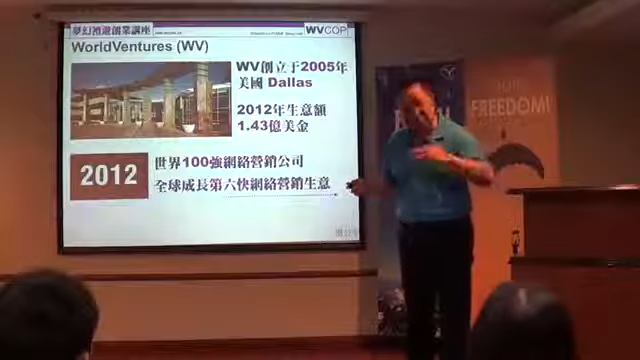 夢幻禮遊創業講座
WVCOP
WorldVentures (WV)
WV創立于2005年
美國 Dallas
2012年生意額
1.43億美金
2012
世界100強網絡營銷公司
全球成長第六快網絡營銷生意
FREEDOM!